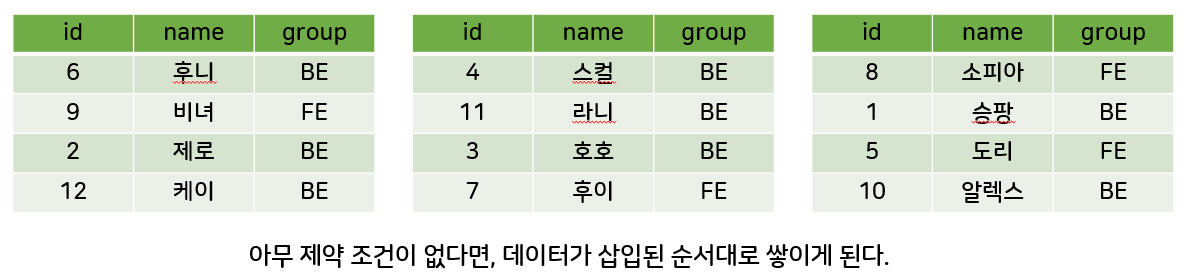 id name group
6 후니 BE
9 비녀 FE
2 제로 BE
12 케이 BE
id name group
4 스컬 BE
11 라니 BE
3 호호 BE
7 후이 FE
id name group
8 소피아 FE
1 승팡 BE
5 도리 FE
10 알렉스 BE
아무 제약 조건이 없다면, 데이터가 삽입된 순서대로 쌓이게 된다.